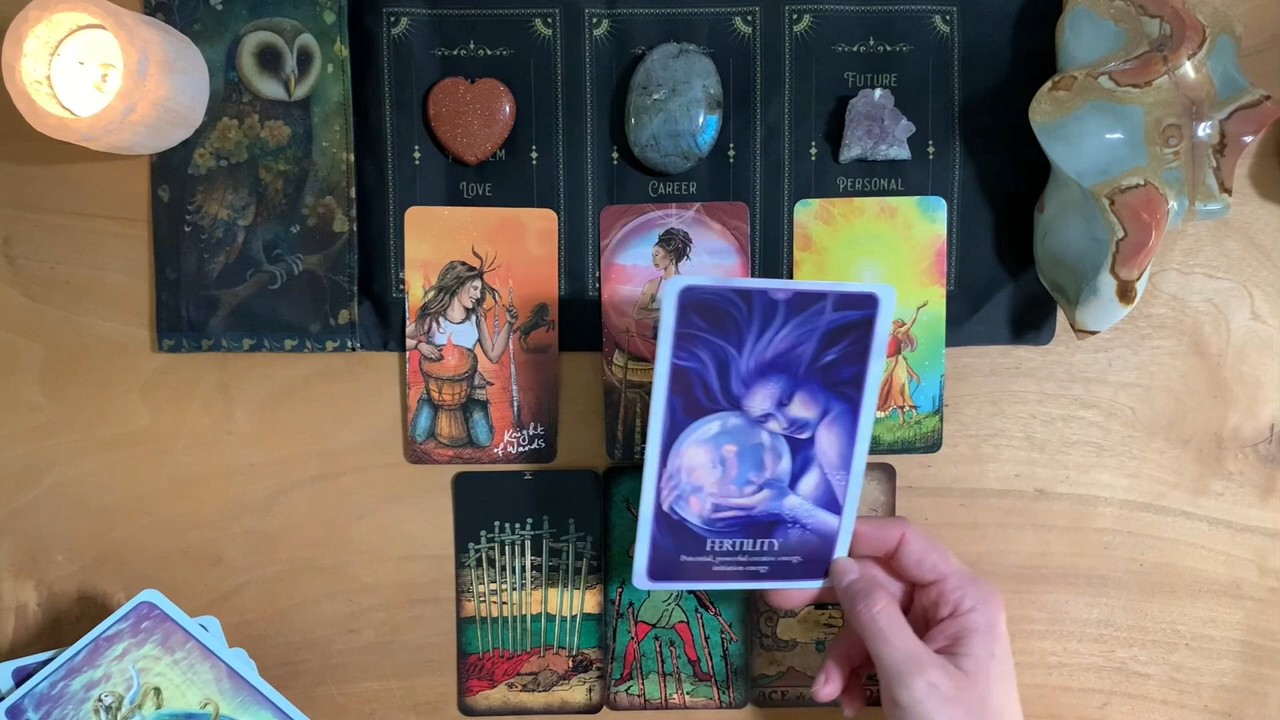 FUTURE
LOVE
CAREER
PERSONAL
Knight
of Wands
X
FERTILITY
Potential, powerful creative energy,
initiation energy
ACE